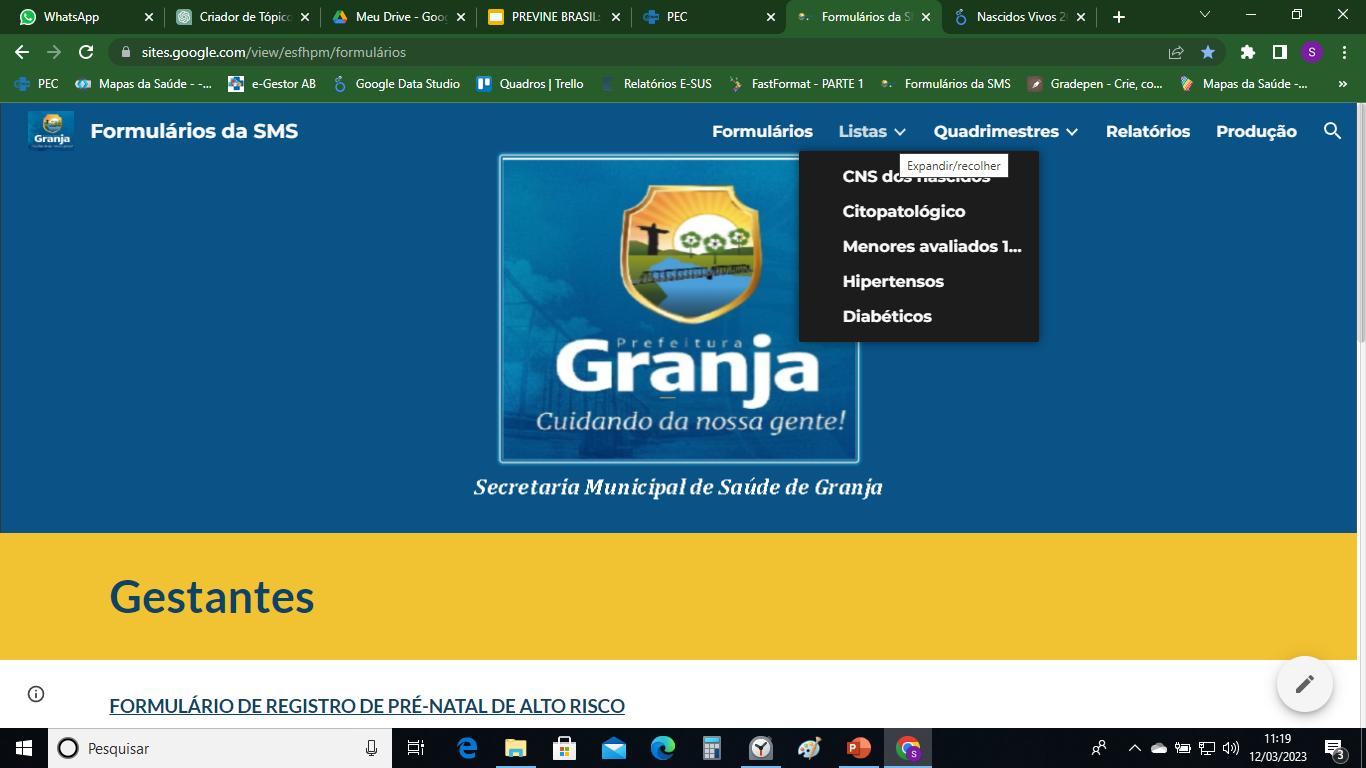 WhatsApp
Criador de Tópico
Meu Drive - Goog
PREVINE BRASIL:
PEC
Formulários da SM
Nascidos Vivos 20
sites.google.com/view/esfhpm/formulários
S
PEC
Mapas da Saúde - -...
e-Gestor AB
Google Data Studio
Quadros | Trello
Relatórios E-SUS
FastFormat - PARTE 1
Formulários da SMS
Gradepen - Crie, co...
Mapas da Saúde -...
»
Granja
Formulários da SMS
Formulários
Listas
Quadrimestres
Relatórios
Produção
Expandir/recolher
CNS dos nascidos
Citopatológico
Menores avaliados 1...
Hipertensos
Diabéticos
Prefeitura
Granja
Cuidando da nossa gente!
Secretaria Municipal de Saúde de Granja
Gestantes
FORMULÁRIO DE REGISTRO DE PRÉ-NATAL DE ALTO RISCO
Pesquisar
11:19
12/03/2023
3